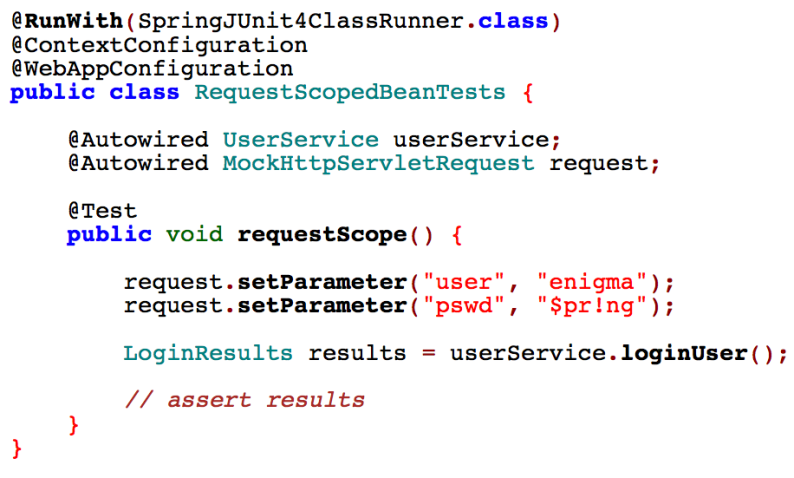 @RunWith(SpringJUnit4ClassRunner.class)
@ContextConfiguration
@WebAppConfiguration
public class RequestScopedBeanTests {
@Autowired UserService userService;
@Autowired MockHttpServletRequest request;
@Test
public void requestScope() {
request.setParameter("user", "enigma");
request.setParameter("pswd", "$pr!ng");
LoginResults results = userService.loginUser();
// assert results
}
}